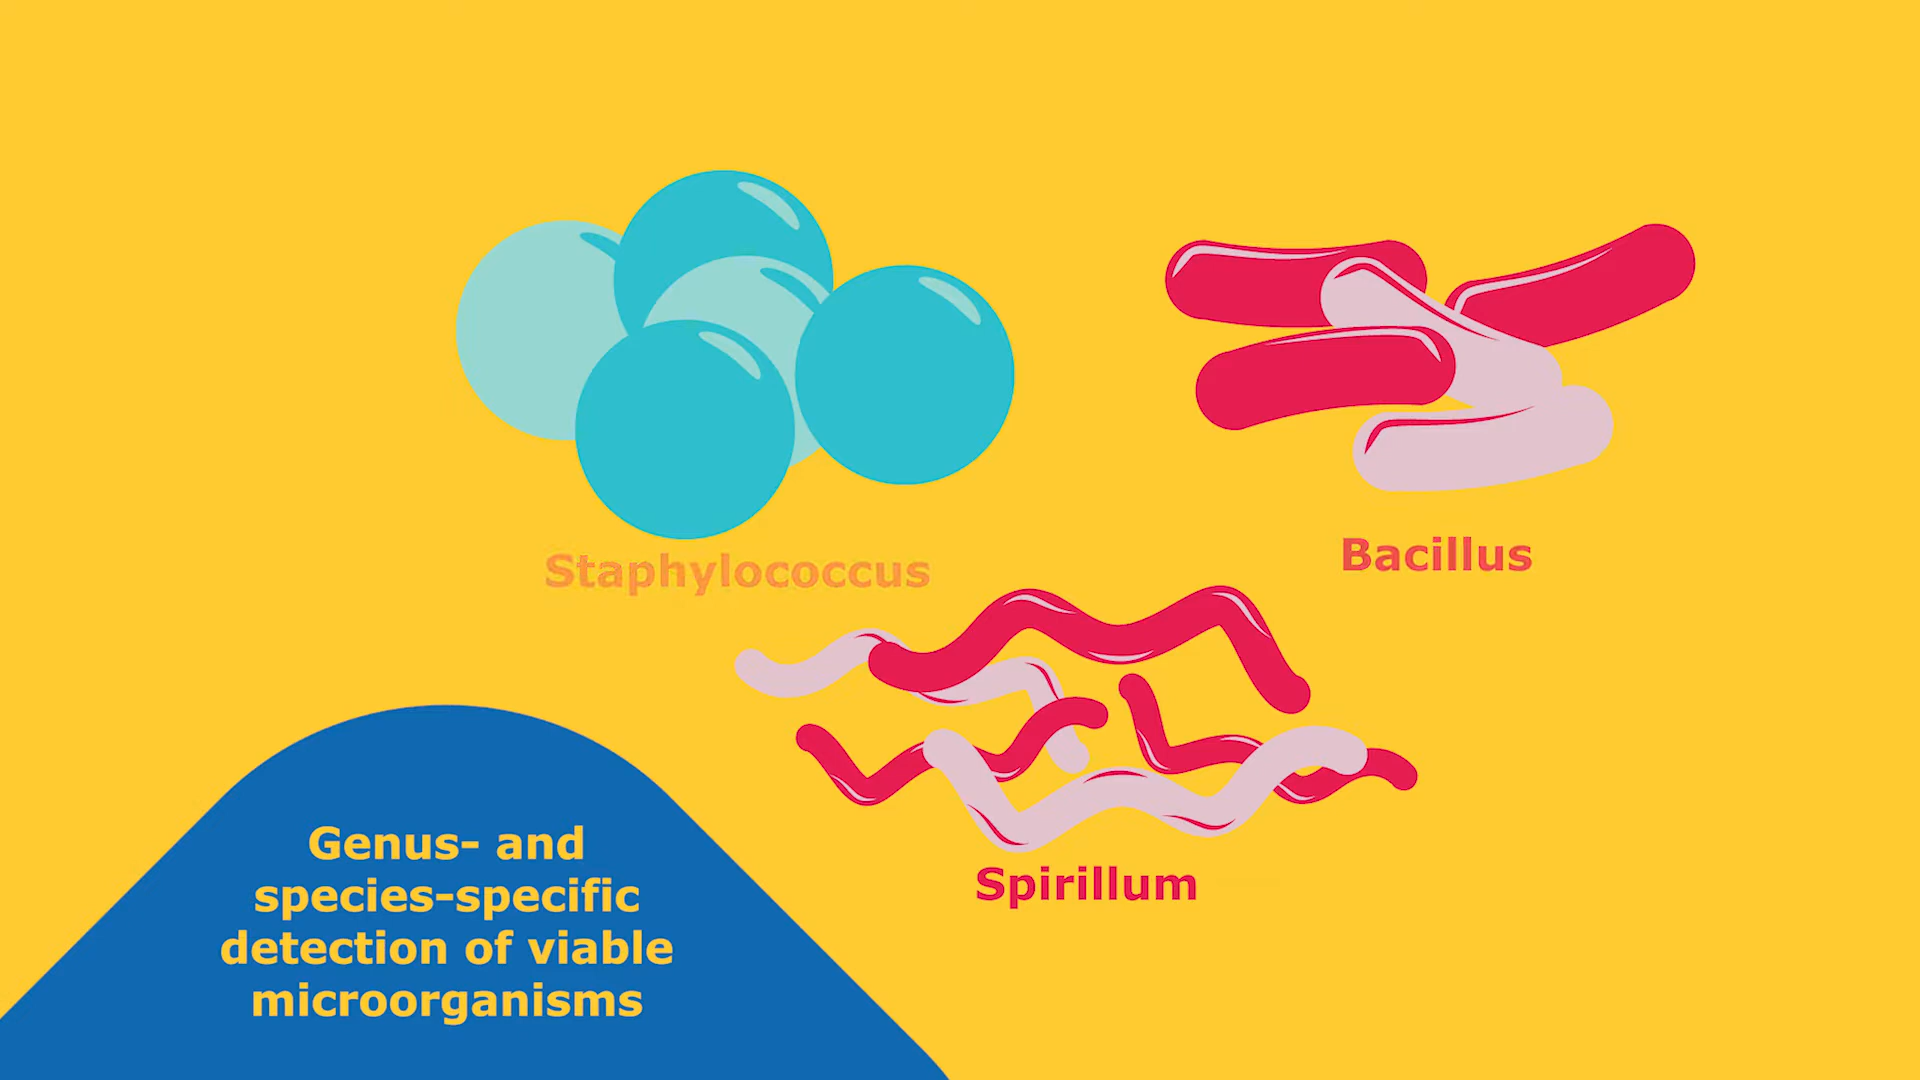 Staphylococcus
Bacillus
Spirillum
Genus- and
species-specific
detection of viable
microorganisms